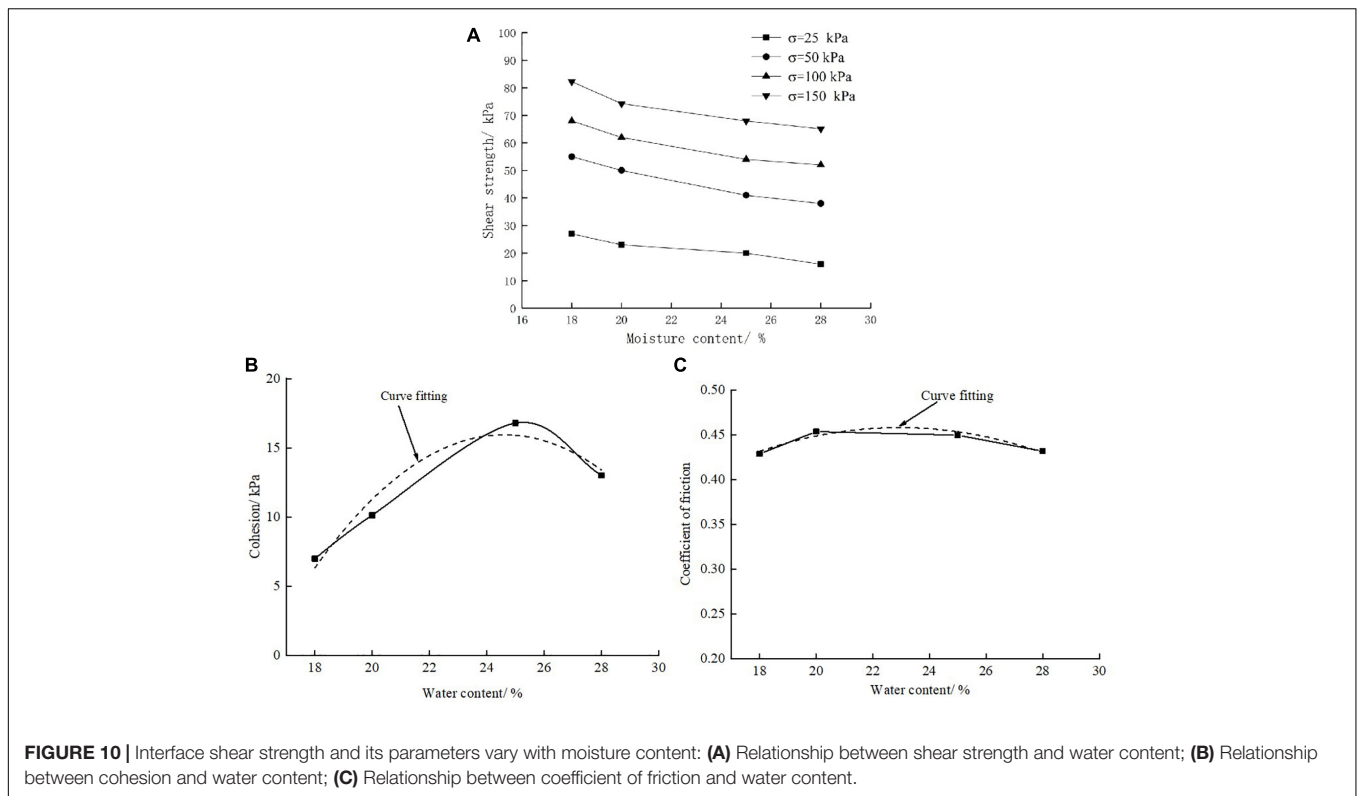 A
σ=25 kPa
σ=50 kPa
σ=100 kPa
σ=150 kPa
100
90
80
70
60
50
40
30
20
10
0
Shear strength/ kPa
16 18 20 22 24 26 28 30
Moisture content/ %
B
Curve fitting
20
15
10
5
0
Cohesion/ kPa
18 20 22 24 26 28 30
Water content/ %
C
Curve fitting
0.50
0.45
0.40
0.35
0.30
0.25
0.20
Coefficient of friction
18 20 22 24 26 28 30
Water content/ %
FIGURE 10 | Interface shear strength and its parameters vary with moisture content: (A) Relationship between shear strength and water content; (B) Relationship
between cohesion and water content; (C) Relationship between coefficient of friction and water content.